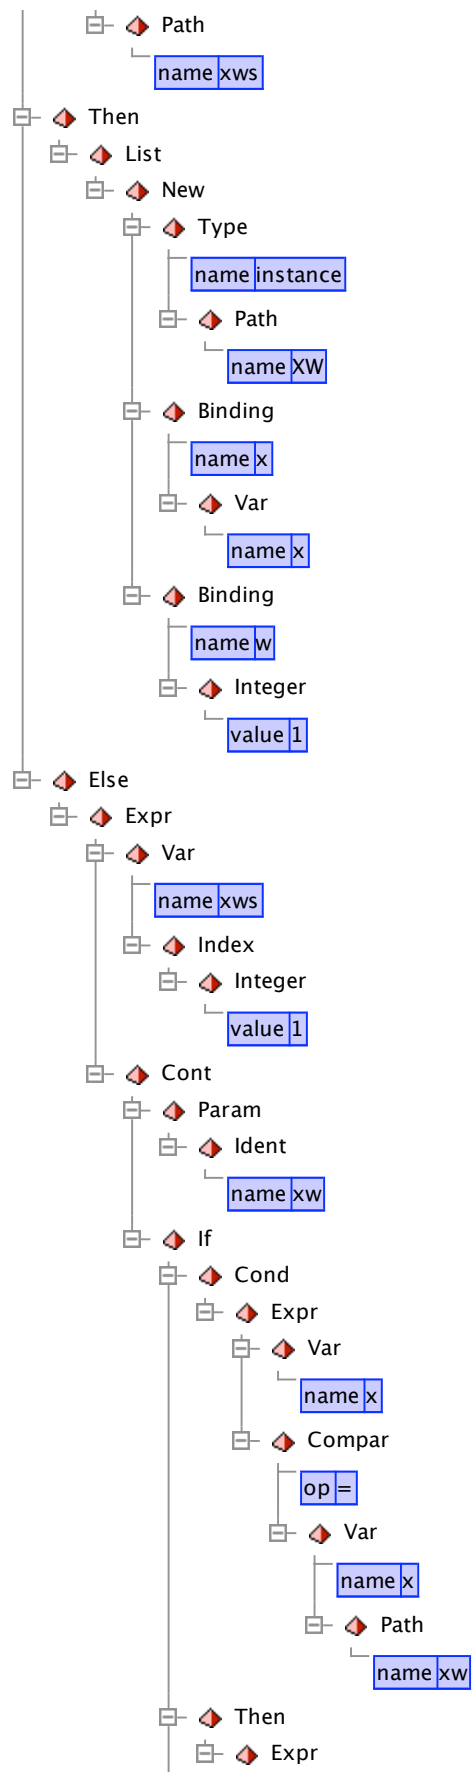 Path
name xws
Then
List
New
Type
name instance
Path
name XW
Binding
name x
Var
name x
Binding
name w
Integer
value 1
Else
Expr
Var
name xws
Index
Integer
value 1
Cont
Param
Ident
name xw
If
Cond
Expr
Var
name x
Compar
op =
Var
name x
Path
name xw
Then
Expr